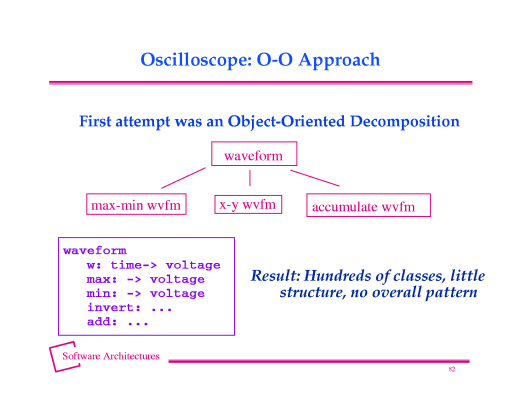 Oscilloscope: O-O Approach
First attempt was an Object-Oriented Decomposition
waveform
max-min wvfm
x-y wvfm
accumulate wvfm
waveform
w: time-> voltage
max: -> voltage
min: -> voltage
invert: ...
add: ...
Result: Hundreds of classes, little
structure, no overall pattern
Software Architectures
82